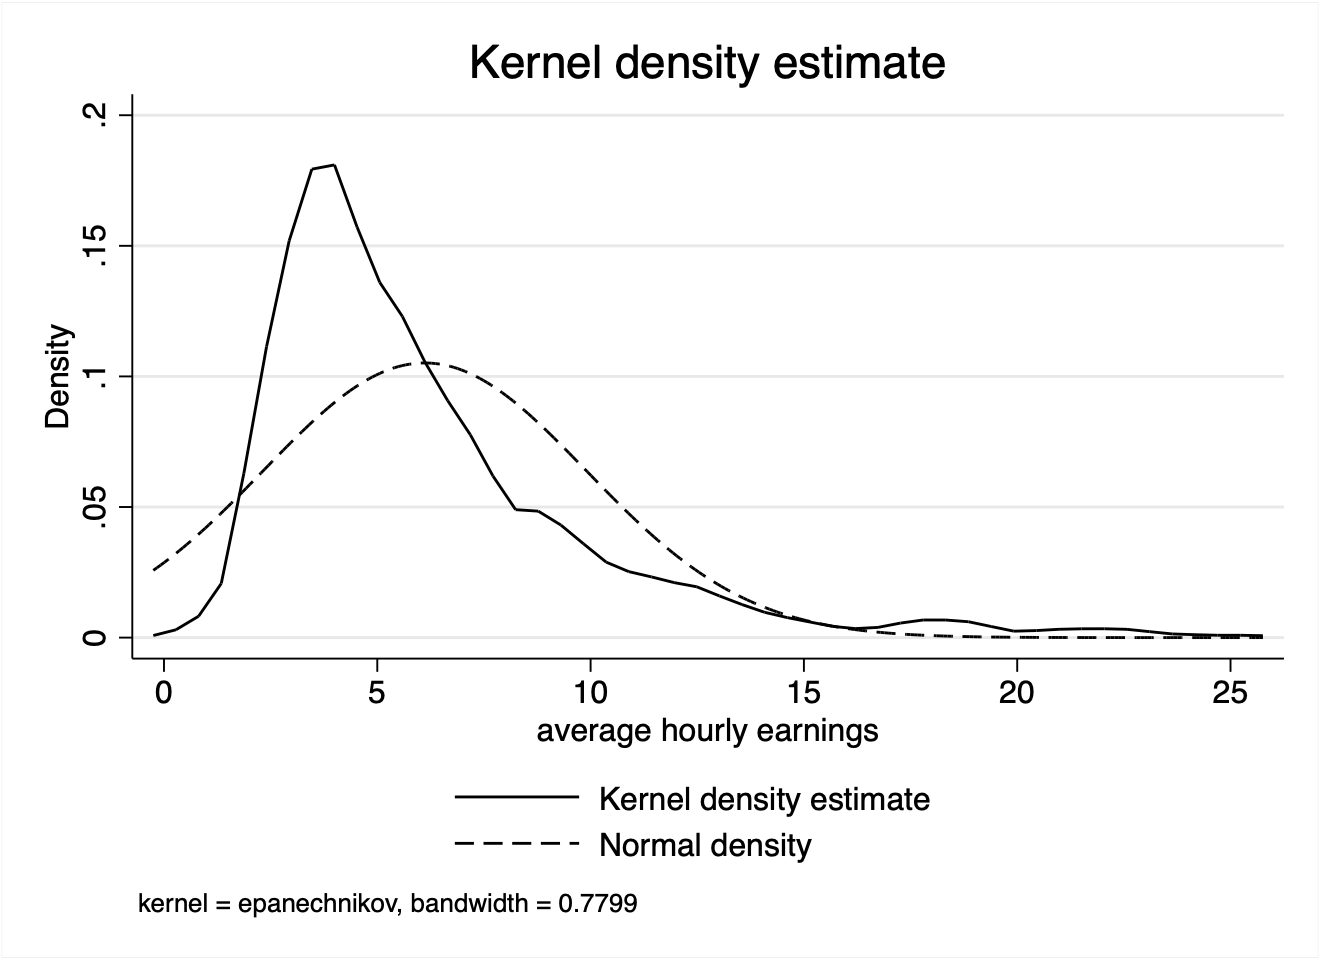 Kernel density estimate
.2
.15
.1
.05
0
Density
0 5 10 15 20 25
average hourly earnings
Kernel density estimate
Normal density
kernel = epanechnikov, bandwidth = 0.7799